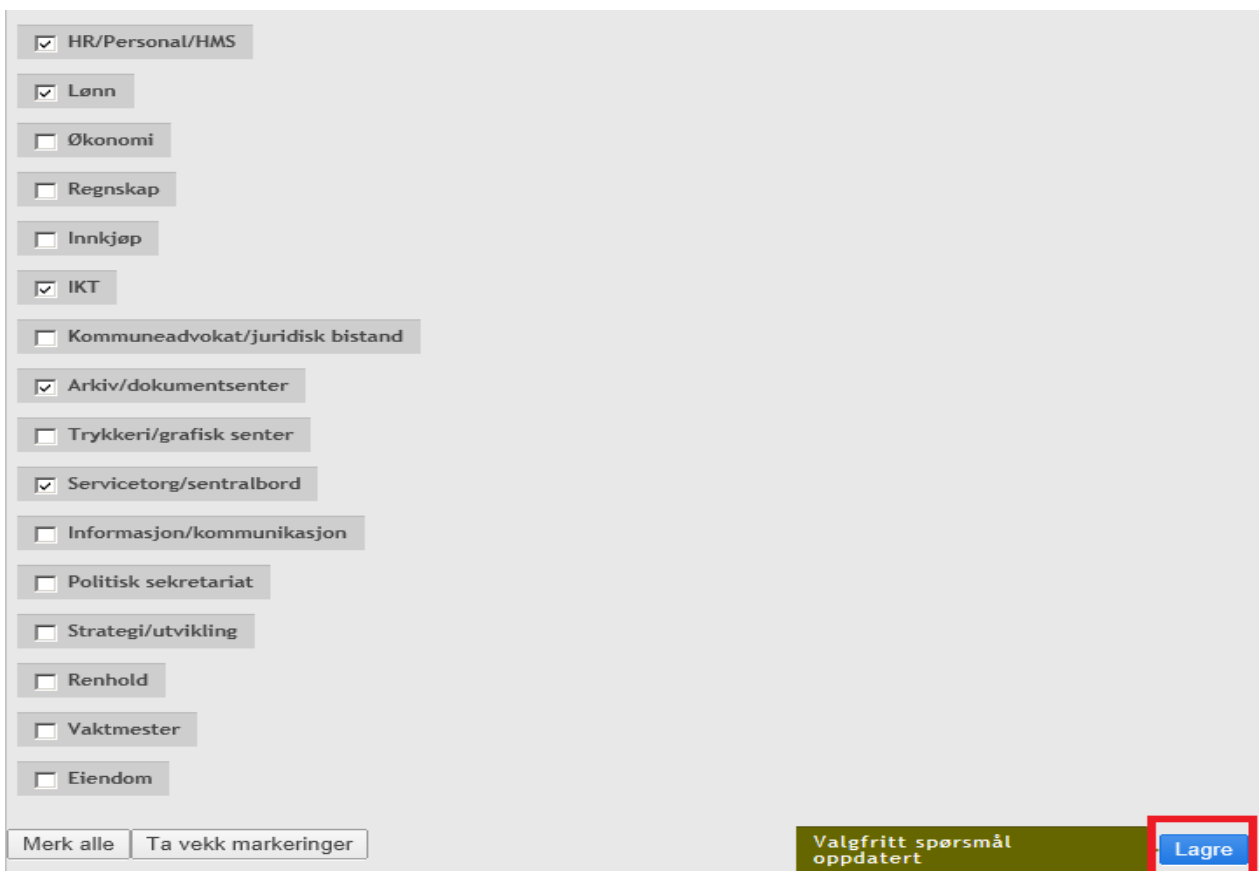 HR/Personal/HMS
Lønn
Økonomi
Regnskap
Innkjøp
IKT
Kommuneadvokat/juridisk bistand
Arkiv/dokumentsenter
Trykkeri/grafisk senter
Servicetorg/sentralbord
Informasjon/kommunikasjon
Politisk sekretariat
Strategi/utvikling
Renhold
Vaktmester
Eiendom
Merk alle Ta vekk markeringer
Valgfritt spørsmål
oppdatert
Lagre